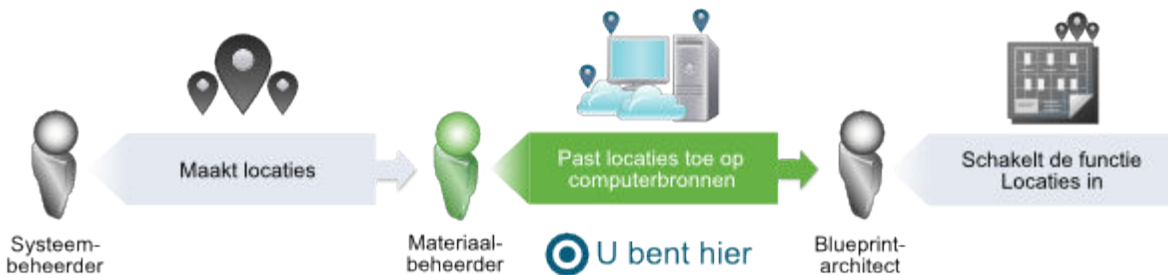 Maakt locaties
Past locaties toe op
computerbronnen
Schakelt de functie
Locaties in
Systeem-
beheerder
Materiaal-
beheerder
U bent hier
Blueprint-
architect